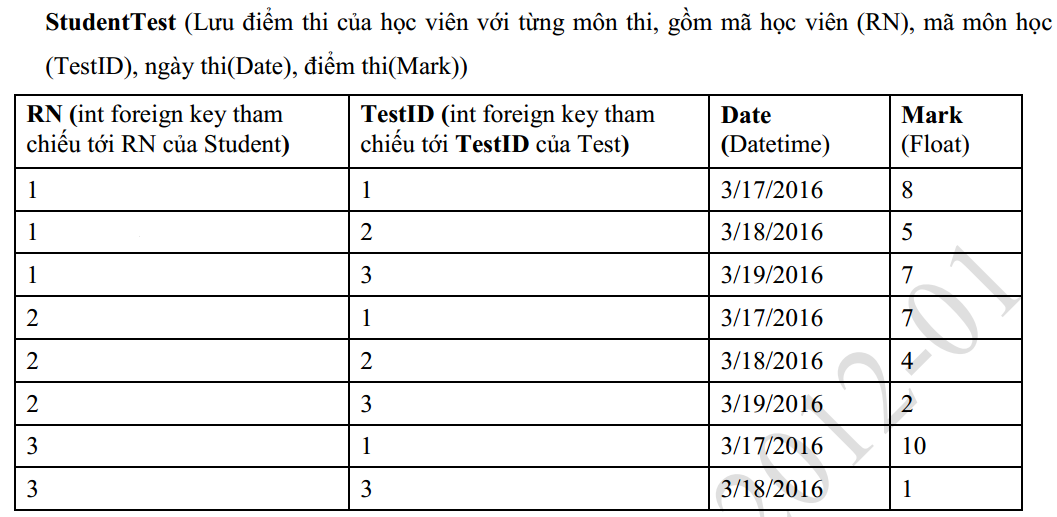 StudentTest (Lưu điểm thi của học viên với từng môn thi, gồm mã học viên (RN), mã môn học
(TestID), ngày thi(Date), điểm thi(Mark))
RN (int foreign key tham
chiếu tới RN của Student)
TestID (int foreign key tham
chiếu tới TestID của Test)
Date
(Datetime)
Mark
(Float)
1 1 3/17/2016 8
1 2 3/18/2016 5
1 3 3/19/2016 7
2 1 3/17/2016 7
2 2 3/18/2016 4
2 3 3/19/2016 2
3 1 3/17/2016 10
3 3 3/18/2016 1
2012-01